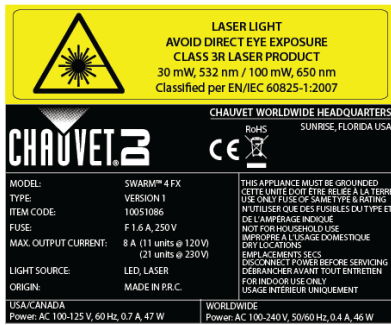 LASER LIGHT
AVOID DIRECT EYE EXPOSURE
CLASS 3R LASER PRODUCT
30 mW, 532 nm / 100 mW, 650 nm
Classified per EN/IEC 60825-1:2007
CHAUVET DJ
CHAUVET WORLDWIDE HEADQUARTERS
SUNRISE, FLORIDA USA
CE
RoHS
MODEL: SWARM™ 4 FX
TYPE: VERSION 1
ITEM CODE: 10051086
FUSE: F 1.6 A, 250 V
MAX. OUTPUT CURRENT: 8 A (11 units @ 120 V)
(21 units @ 230 V)
LIGHT SOURCE: LED, LASER
ORIGIN: MADE IN P.R.C.
THIS APPLIANCE MUST BE GROUNDED
CETTE UNITÉ DOIT ÊTRE RELIÉE À LA TERRE
USE ONLY FUSE OF SAME TYPE & RATING
N'UTILISER QUE DES FUSIBLES DU TYPE ET
DE L'AMPÉRAGE INDIQUÉ
NOT FOR HOUSEHOLD USE
IMPROPRE A L'USAGE DOMESTIQUE
DRY LOCATIONS
EMPLACEMENTS SECS
DISCONNECT POWER BEFORE SERVICING
DÉBRANCHER AVANT TOUT ENTRETIEN
FOR INDOOR USE ONLY
USAGE INTÉRIEUR UNIQUEMENT
USA/CANADA
Power: AC 100-125 V, 60 Hz, 0.7 A, 47 W
WORLDWIDE
Power: AC 100-240 V, 50/60 Hz, 0.4 A, 46 W